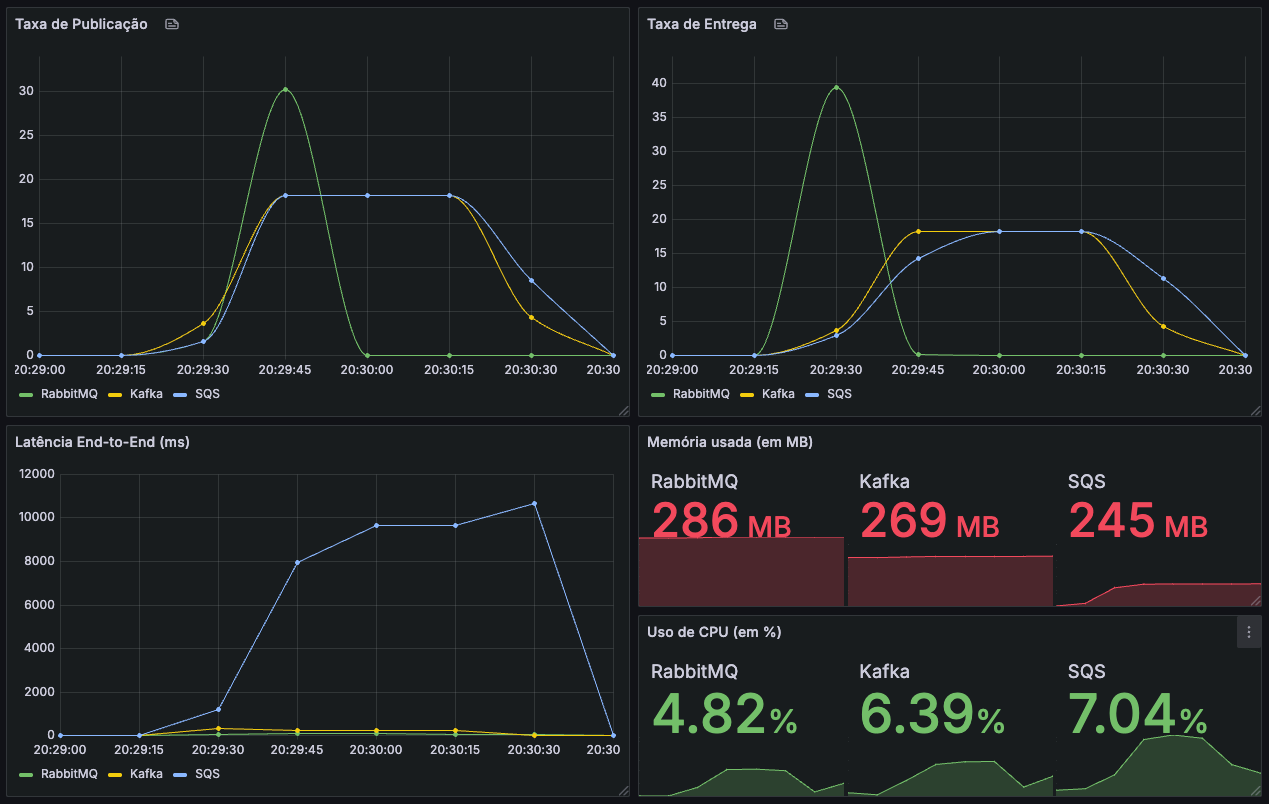 Taxa de Publicação
30
25
20
15
10
5
0
20:29:00 20:29:15 20:29:30 20:29:45 20:30:00 20:30:15 20:30:30 20:30
RabbitMQ Kafka SQS
Taxa de Entrega
40
35
30
25
20
15
10
5
0
20:29:00 20:29:15 20:29:30 20:29:45 20:30:00 20:30:15 20:30:30 20:30
RabbitMQ Kafka SQS
Latência End-to-End (ms)
12000
10000
8000
6000
4000
2000
0
20:29:00 20:29:15 20:29:30 20:29:45 20:30:00 20:30:15 20:30:30 20:30
RabbitMQ Kafka SQS
Memória usada (em MB)
RabbitMQ Kafka SQS
286 MB 269 MB 245 MB
Uso de CPU (em %)
RabbitMQ Kafka SQS
4.82% 6.39% 7.04%